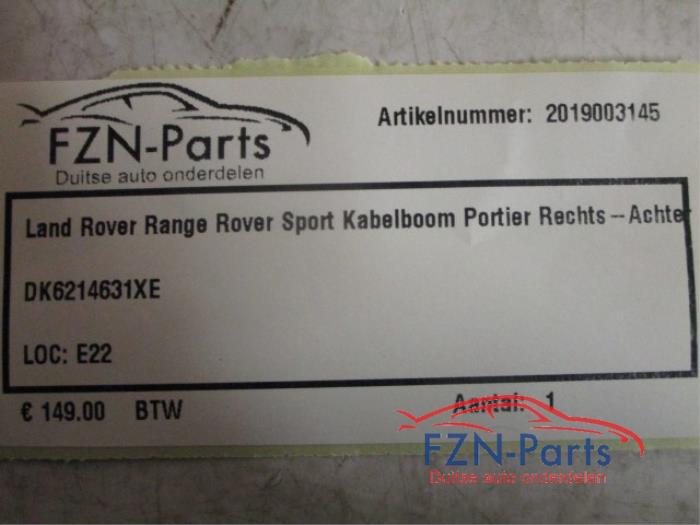 FZN-Parts
Duitse auto onderdelen
Artikelnummer: 2019003145
Land Rover Range Rover Sport Kabelboom Portier Rechts-Achter
DK6214631XE
LOC: E22
€ 149.00 BTW Aantal: 1
FZN-Parts
Duitse auto onderdelen